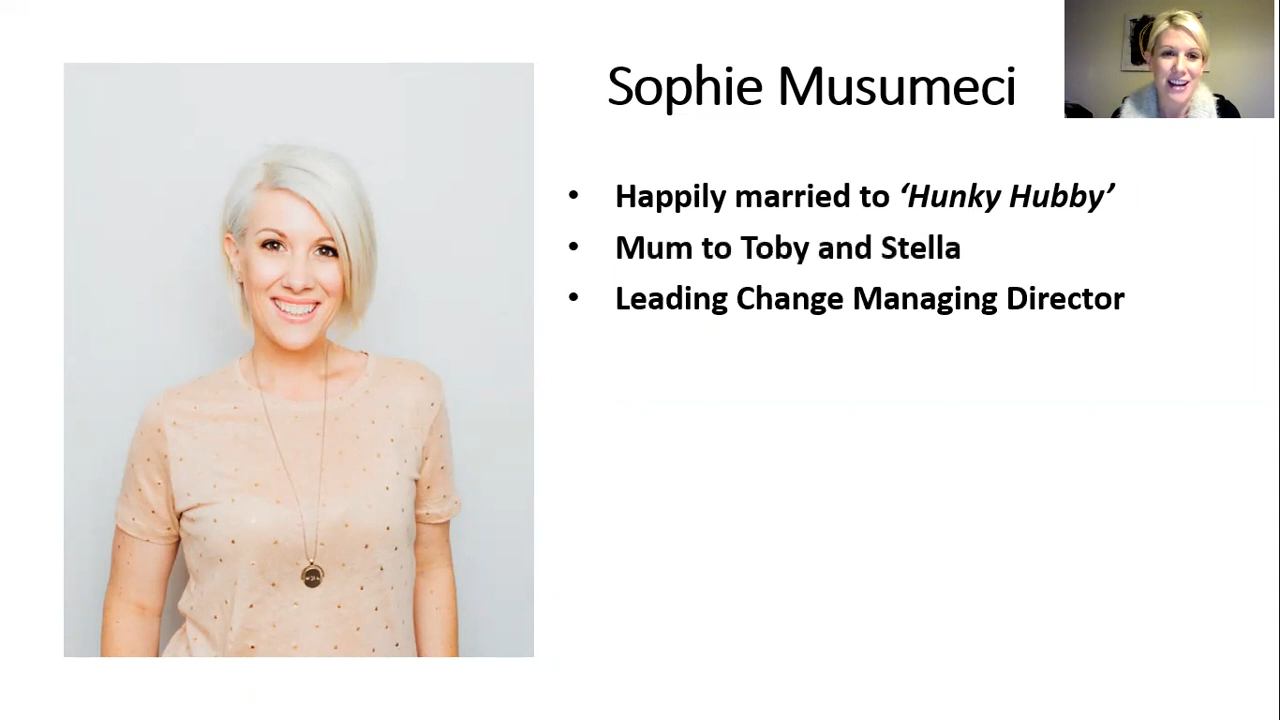 Sophie Musumeci
• Happily married to ‘Hunky Hubby’
• Mum to Toby and Stella
• Leading Change Managing Director